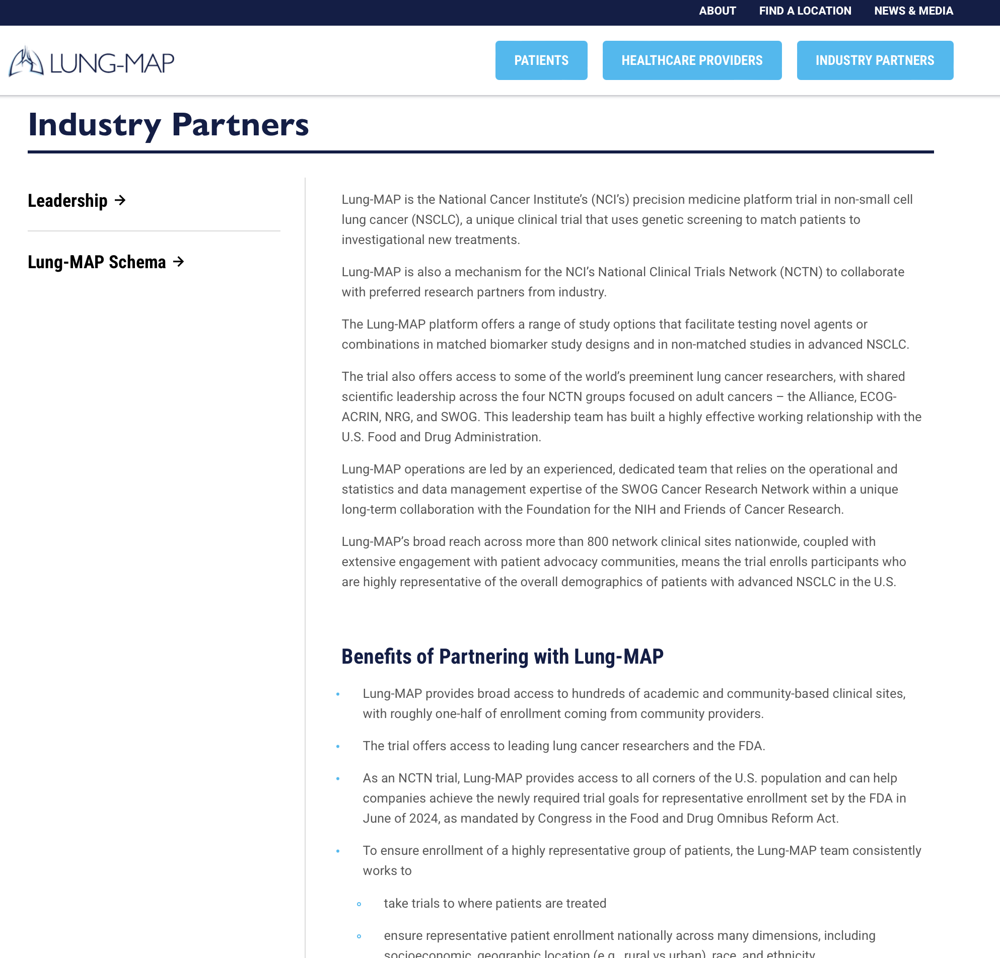 ABOUT FIND A LOCATION NEWS & MEDIA
LUNG-MAP
PATIENTS HEALTHCARE PROVIDERS INDUSTRY PARTNERS
Industry Partners
Leadership →
Lung-MAP Schema →
Lung-MAP is the National Cancer Institute’s (NCI’s) precision medicine platform trial in non-small cell
lung cancer (NSCLC), a unique clinical trial that uses genetic screening to match patients to
investigational new treatments.
Lung-MAP is also a mechanism for the NCI’s National Clinical Trials Network (NCTN) to collaborate
with preferred research partners from industry.
The Lung-MAP platform offers a range of study options that facilitate testing novel agents or
combinations in matched biomarker study designs and in non-matched studies in advanced NSCLC.
The trial also offers access to some of the world’s preeminent lung cancer researchers, with shared
scientific leadership across the four NCTN groups focused on adult cancers – the Alliance, ECOG-
ACRIN, NRG, and SWOG. This leadership team has built a highly effective working relationship with the
U.S. Food and Drug Administration.
Lung-MAP operations are led by an experienced, dedicated team that relies on the operational and
statistics and data management expertise of the SWOG Cancer Research Network within a unique
long-term collaboration with the Foundation for the NIH and Friends of Cancer Research.
Lung-MAP’s broad reach across more than 800 network clinical sites nationwide, coupled with
extensive engagement with patient advocacy communities, means the trial enrolls participants who
are highly representative of the overall demographics of patients with advanced NSCLC in the U.S.
Benefits of Partnering with Lung-MAP
• Lung-MAP provides broad access to hundreds of academic and community-based clinical sites,
with roughly one-half of enrollment coming from community providers.
• The trial offers access to leading lung cancer researchers and the FDA.
• As an NCTN trial, Lung-MAP provides access to all corners of the U.S. population and can help
companies achieve the newly required trial goals for representative enrollment set by the FDA in
June of 2024, as mandated by Congress in the Food and Drug Omnibus Reform Act.
• To ensure enrollment of a highly representative group of patients, the Lung-MAP team consistently
works to
◦ take trials to where patients are treated
◦ ensure representative patient enrollment nationally across many dimensions, including
socioeconomic, geographic location (e.g., rural vs urban), race, and ethnicity